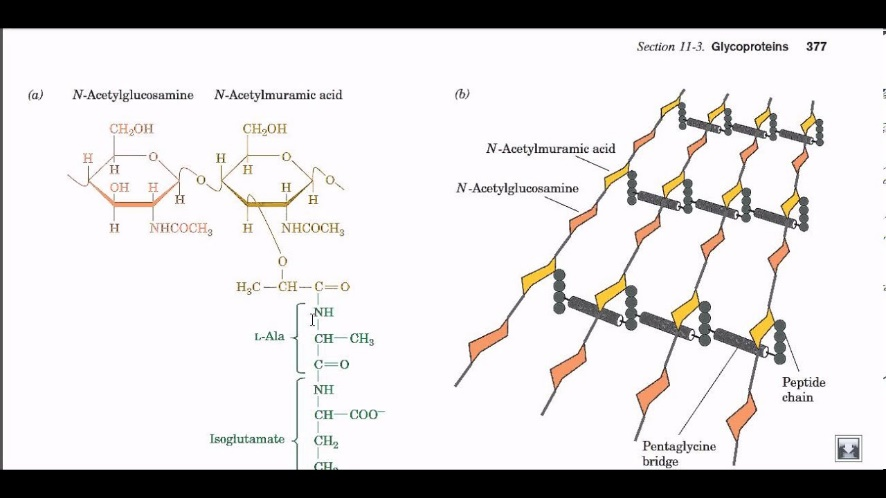 Section 11-3. Glycoproteins 377
(a) N-Acetylglucosamine N-Acetylmuramic acid
(b)
CH₂OH CH₂OH
H O H O
H H
O O
OH H H
H H
H NHCOCH₃ H NHCOCH₃
O
H₃C—CH—C=O
NH
L-Ala CH—CH₃
C=O
NH
CH—COO⁻
Isoglutamate CH₂
CH₂
N-Acetylmuramic acid
N-Acetylglucosamine
Peptide
chain
Pentaglycine
bridge